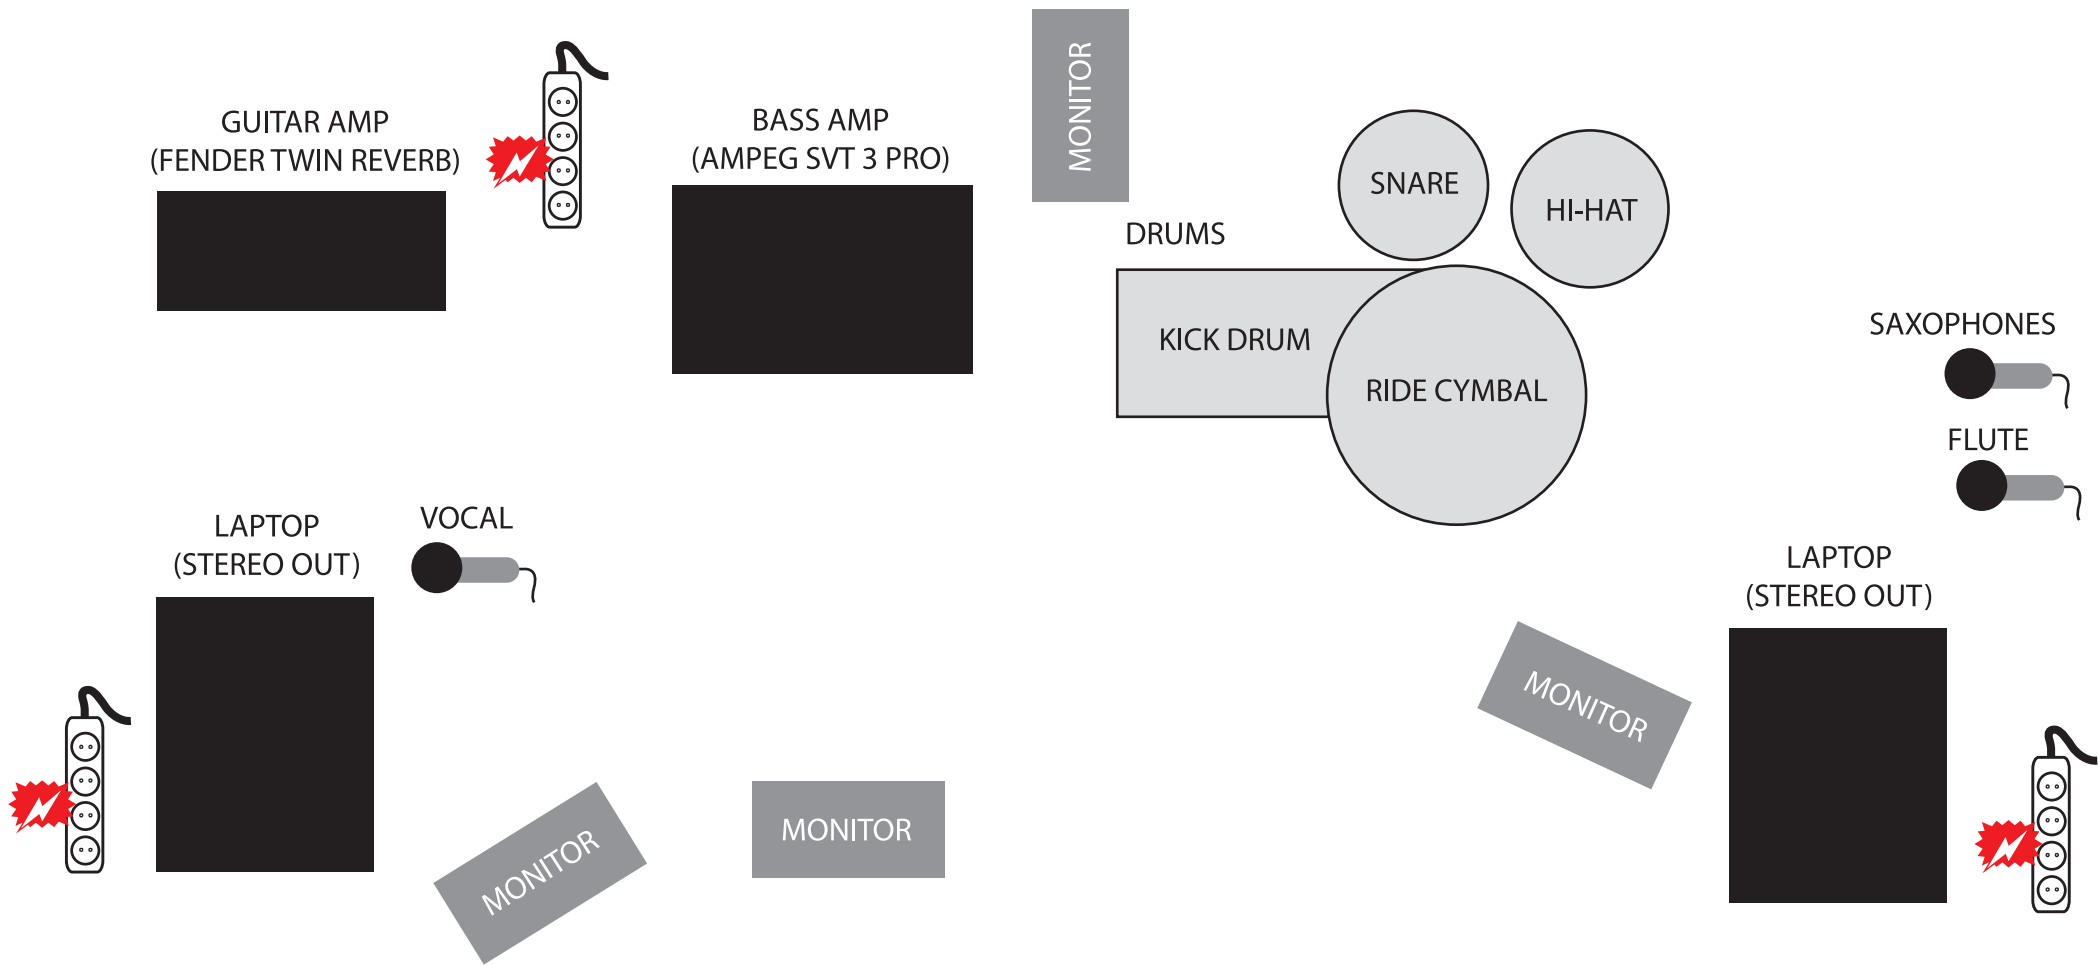 GUITAR AMP
(FENDER TWIN REVERB)
BASS AMP
(AMPEG SVT 3 PRO)
MONITOR
SNARE
HI-HAT
DRUMS
KICK DRUM
RIDE CYMBAL
SAXOPHONES
FLUTE
LAPTOP
(STEREO OUT)
VOCAL
LAPTOP
(STEREO OUT)
MONITOR
MONITOR
MONITOR